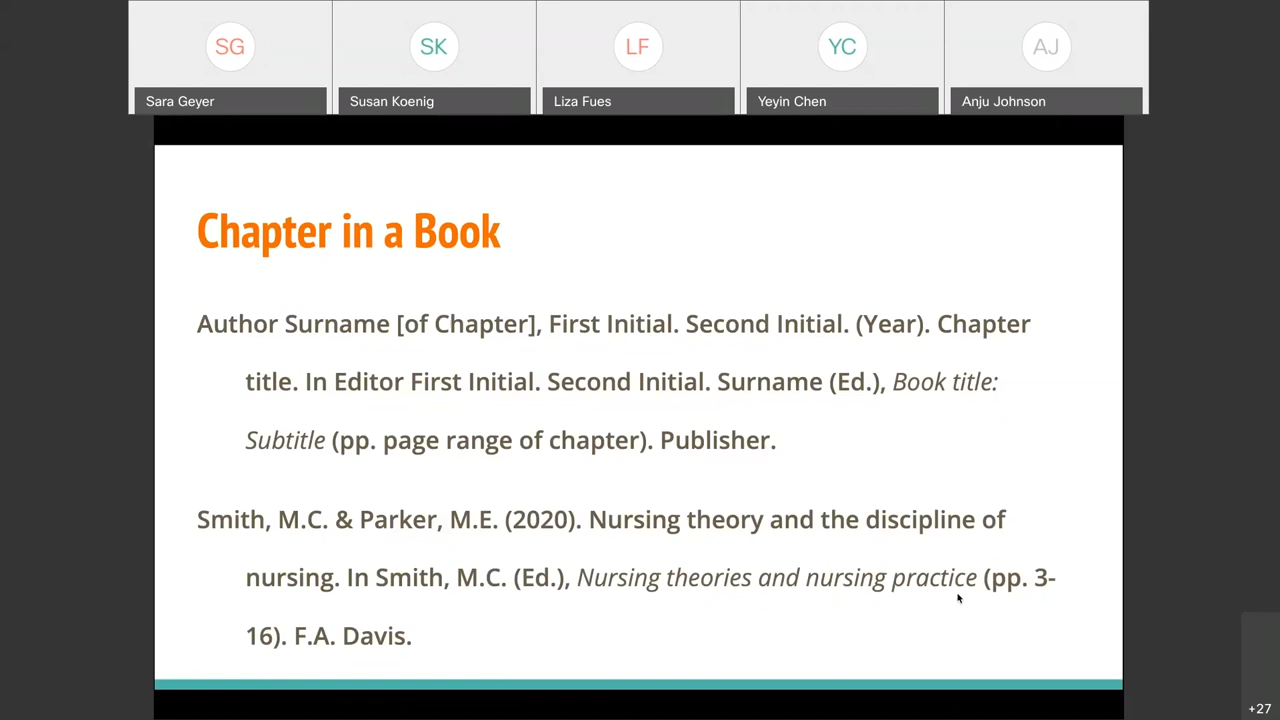 SG
SK
LF
YC
AJ
Sara Geyer
Susan Koenig
Liza Fues
Yeyin Chen
Anju Johnson
Chapter in a Book
Author Surname [of Chapter], First Initial. Second Initial. (Year). Chapter
title. In Editor First Initial. Second Initial. Surname (Ed.), Book title:
Subtitle (pp. page range of chapter). Publisher.
Smith, M.C. & Parker, M.E. (2020). Nursing theory and the discipline of
nursing. In Smith, M.C. (Ed.), Nursing theories and nursing practice (pp. 3-
16). F.A. Davis.
+27